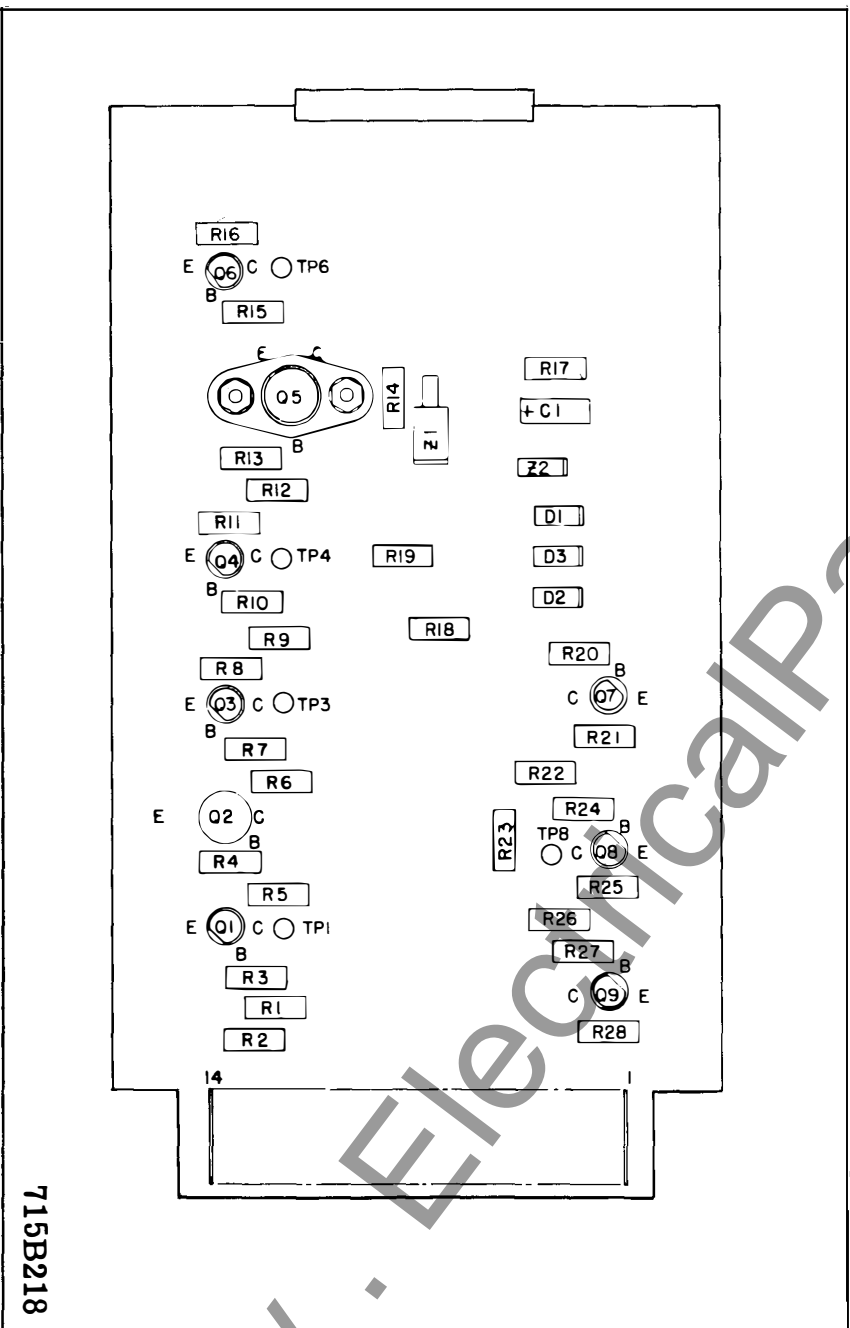 R16
E Q6 C TP6
B
R15
E C
Q5
B
R14
Z1
R17
+ C1
R13
Z2
R12
R11
D1
E Q4 C TP4
B
R19
D3
R10
D2
R9
R18
R8
R20
B
E Q3 C TP3
B
C Q7 E
R7
R21
R6
R22
E Q2 C
B
R24
R23
TP8
B
C Q8 E
R4
R5
R25
E Q1 C TP1
B
R26
R27
B
R3
C Q9 E
R1
R2
R28
14 1
715B218
. ElectricalPa